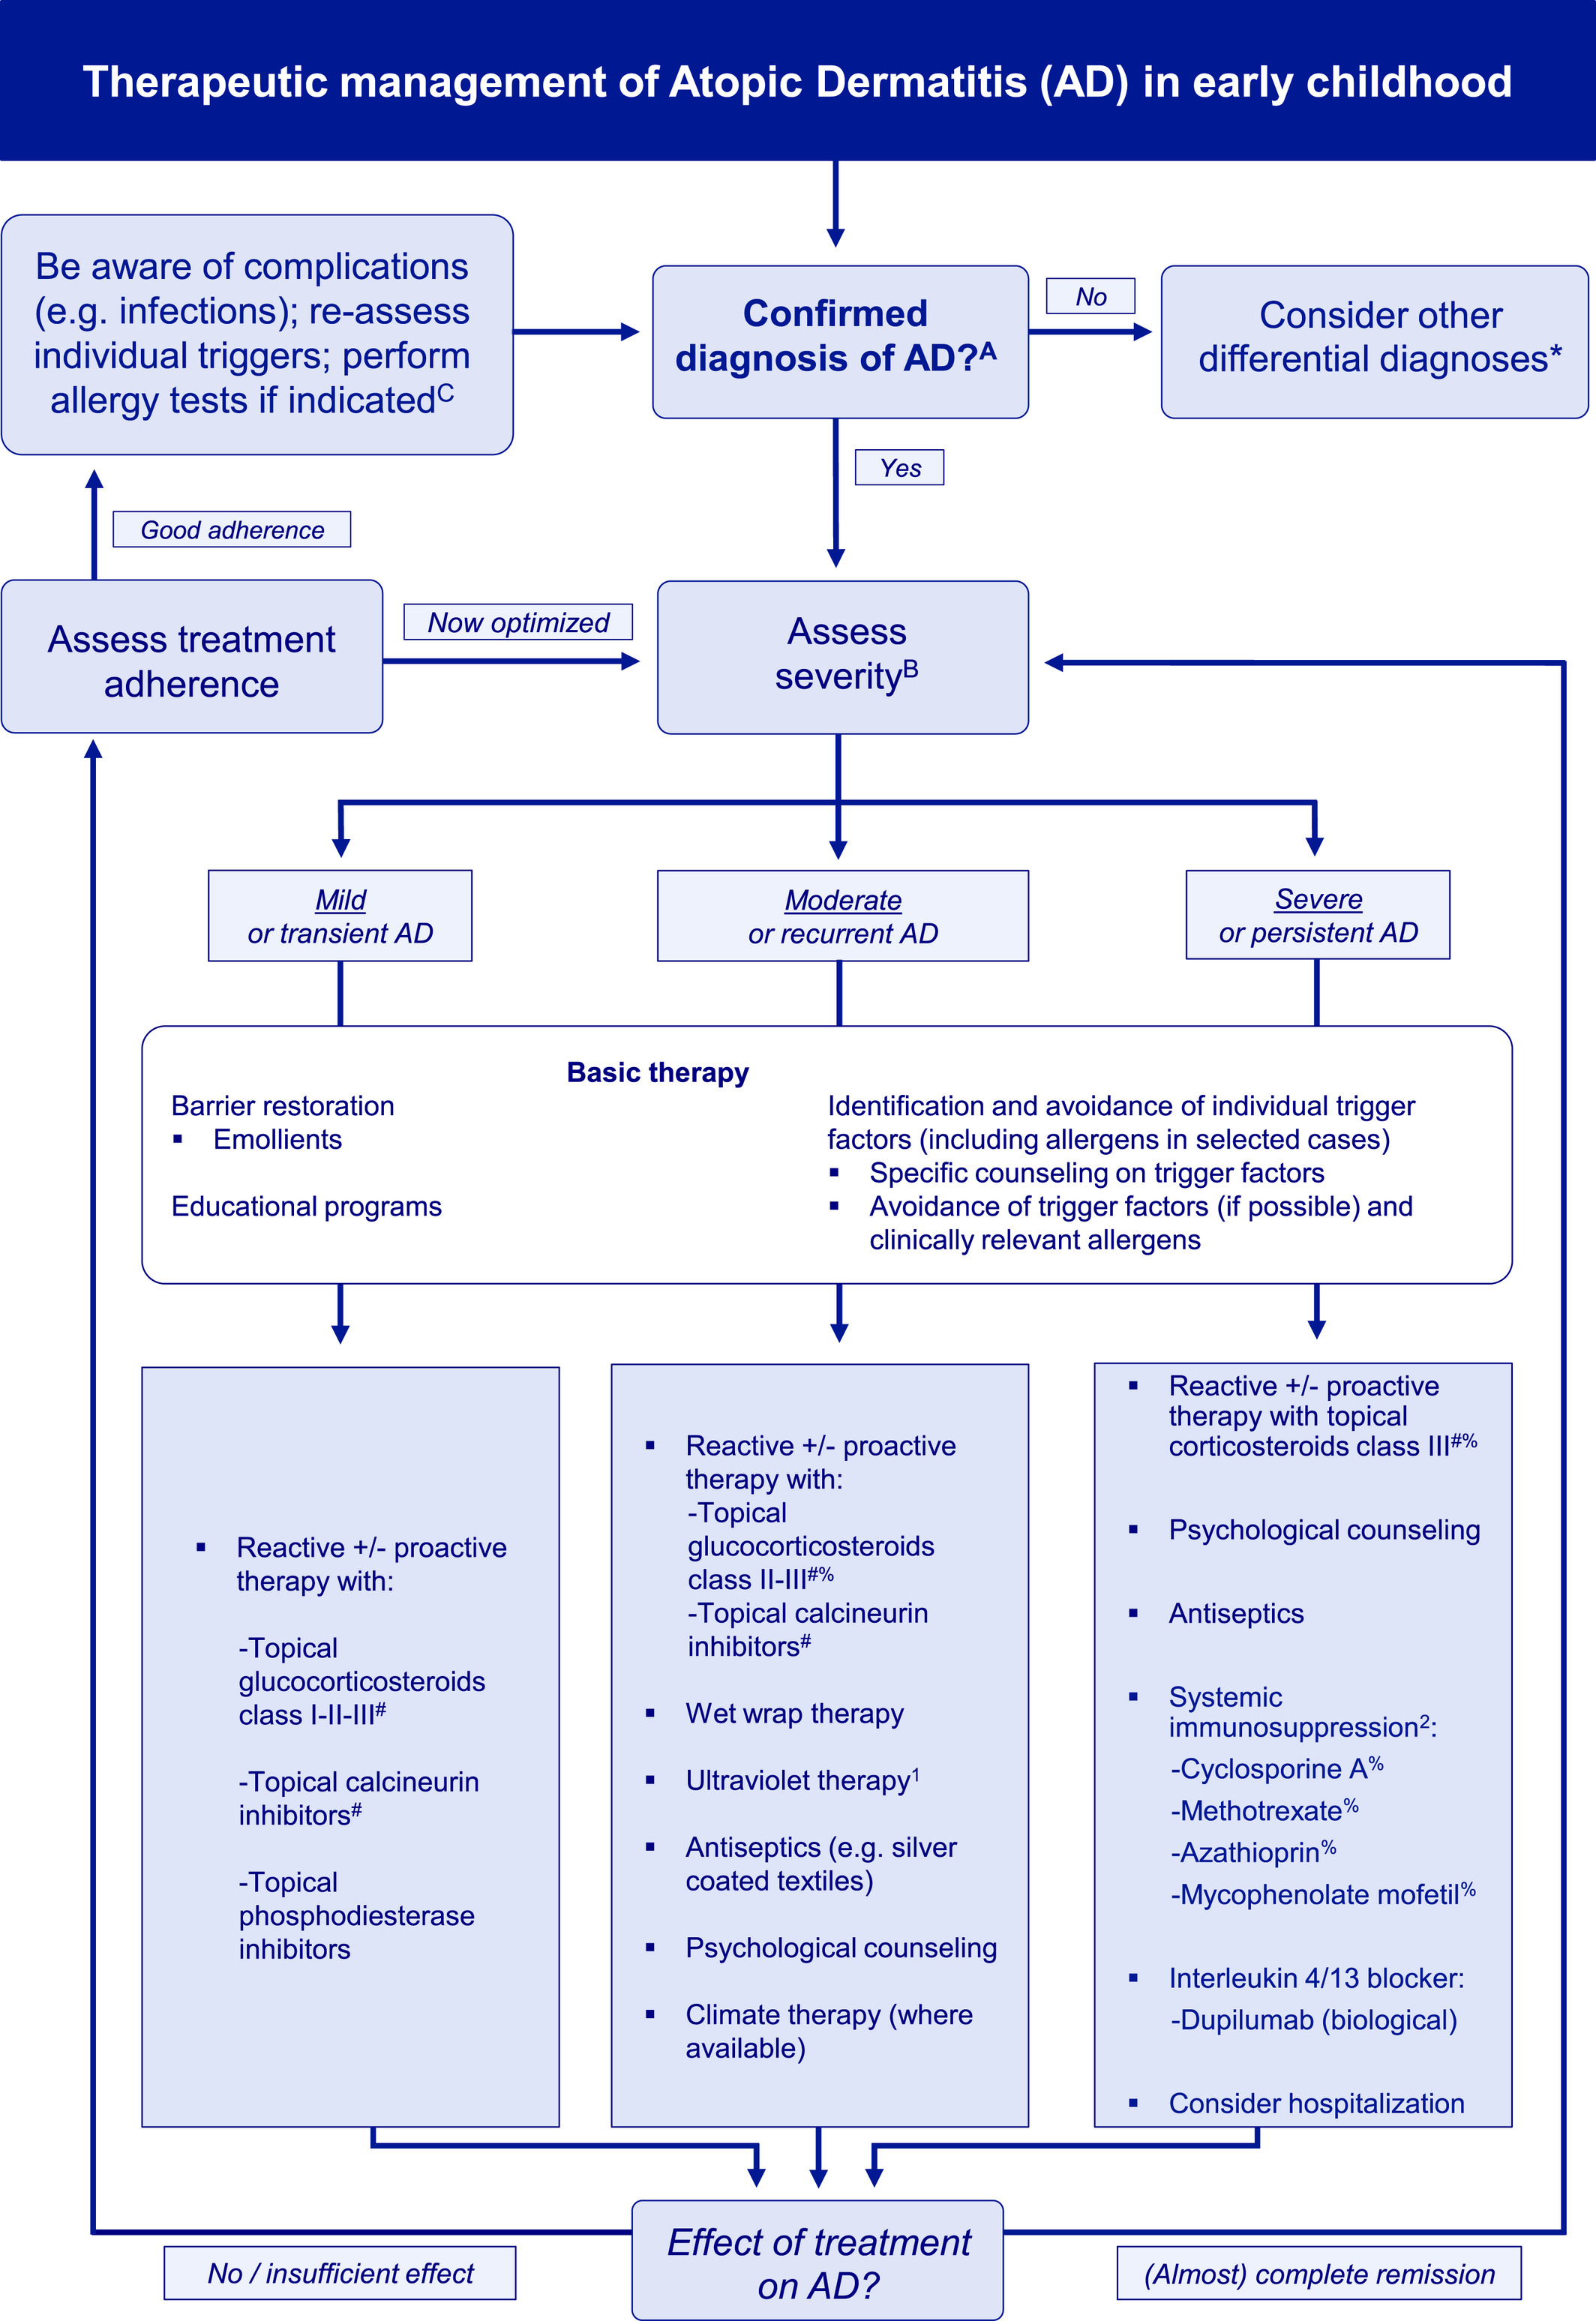 Therapeutic management of Atopic Dermatitis (AD) in early childhood
Be aware of complications
(e.g. infections); re-assess
individual triggers; perform
allergy tests if indicatedC
Confirmed
diagnosis of AD?A
No
Consider other
differential diagnoses*
Yes
Good adherence
Assess treatment
adherence
Now optimized
Assess
severityB
Mild
or transient AD
Moderate
or recurrent AD
Severe
or persistent AD
Basic therapy
Barrier restoration
▪ Emollients
Educational programs
Identification and avoidance of individual trigger
factors (including allergens in selected cases)
▪ Specific counseling on trigger factors
▪ Avoidance of trigger factors (if possible) and
clinically relevant allergens
▪ Reactive +/- proactive
therapy with:
-Topical
glucocorticosteroids
class I-II-III#
-Topical calcineurin
inhibitors#
-Topical
phosphodiesterase
inhibitors
▪ Reactive +/- proactive
therapy with:
-Topical
glucocorticosteroids
class II-III#%
-Topical calcineurin
inhibitors#
▪ Wet wrap therapy
▪ Ultraviolet therapy1
▪ Antiseptics (e.g. silver
coated textiles)
▪ Psychological counseling
▪ Climate therapy (where
available)
▪ Reactive +/- proactive
therapy with topical
corticosteroids class III#%
▪ Psychological counseling
▪ Antiseptics
▪ Systemic
immunosuppression2:
-Cyclosporine A%
-Methotrexate%
-Azathioprin%
-Mycophenolate mofetil%
▪ Interleukin 4/13 blocker:
-Dupilumab (biological)
▪ Consider hospitalization
Effect of treatment
on AD?
No / insufficient effect
(Almost) complete remission